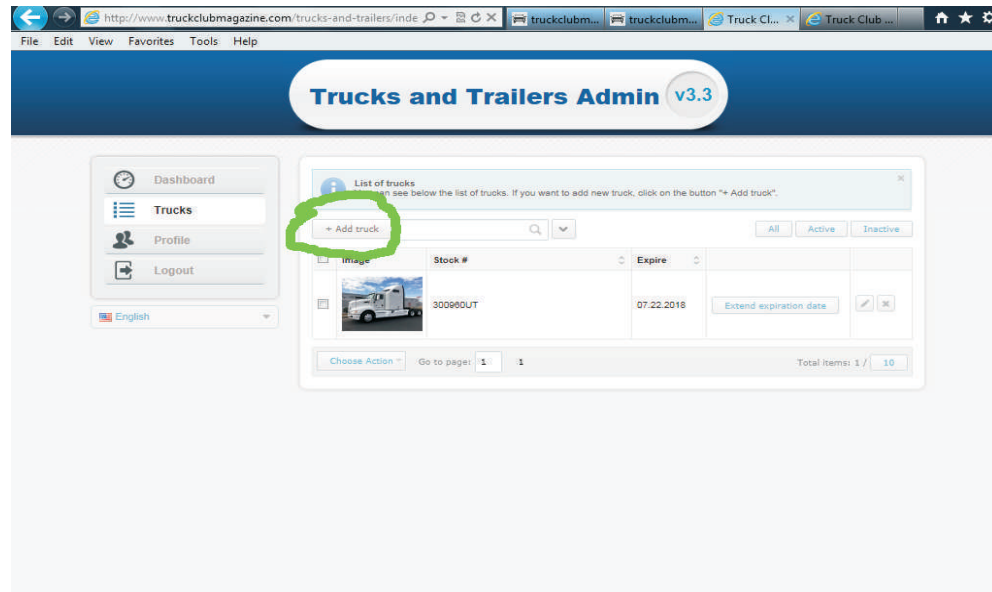 http://www.truckclubmagazine.com/trucks-and-trailers/inde
truckclubm...
truckclubm...
Truck Cl...
Truck Club ...
File Edit View Favorites Tools Help
Trucks and Trailers Admin v3.3
Dashboard
Trucks
Profile
Logout
English
List of trucks
can see below the list of trucks. If you want to add new truck, click on the button "+ Add truck".
+ Add truck
All Active Inactive
Image Stock # Expire
300960UT 07.22.2018 Extend expiration date
Choose Action Go to page: 1 1 Total items: 1 / 10